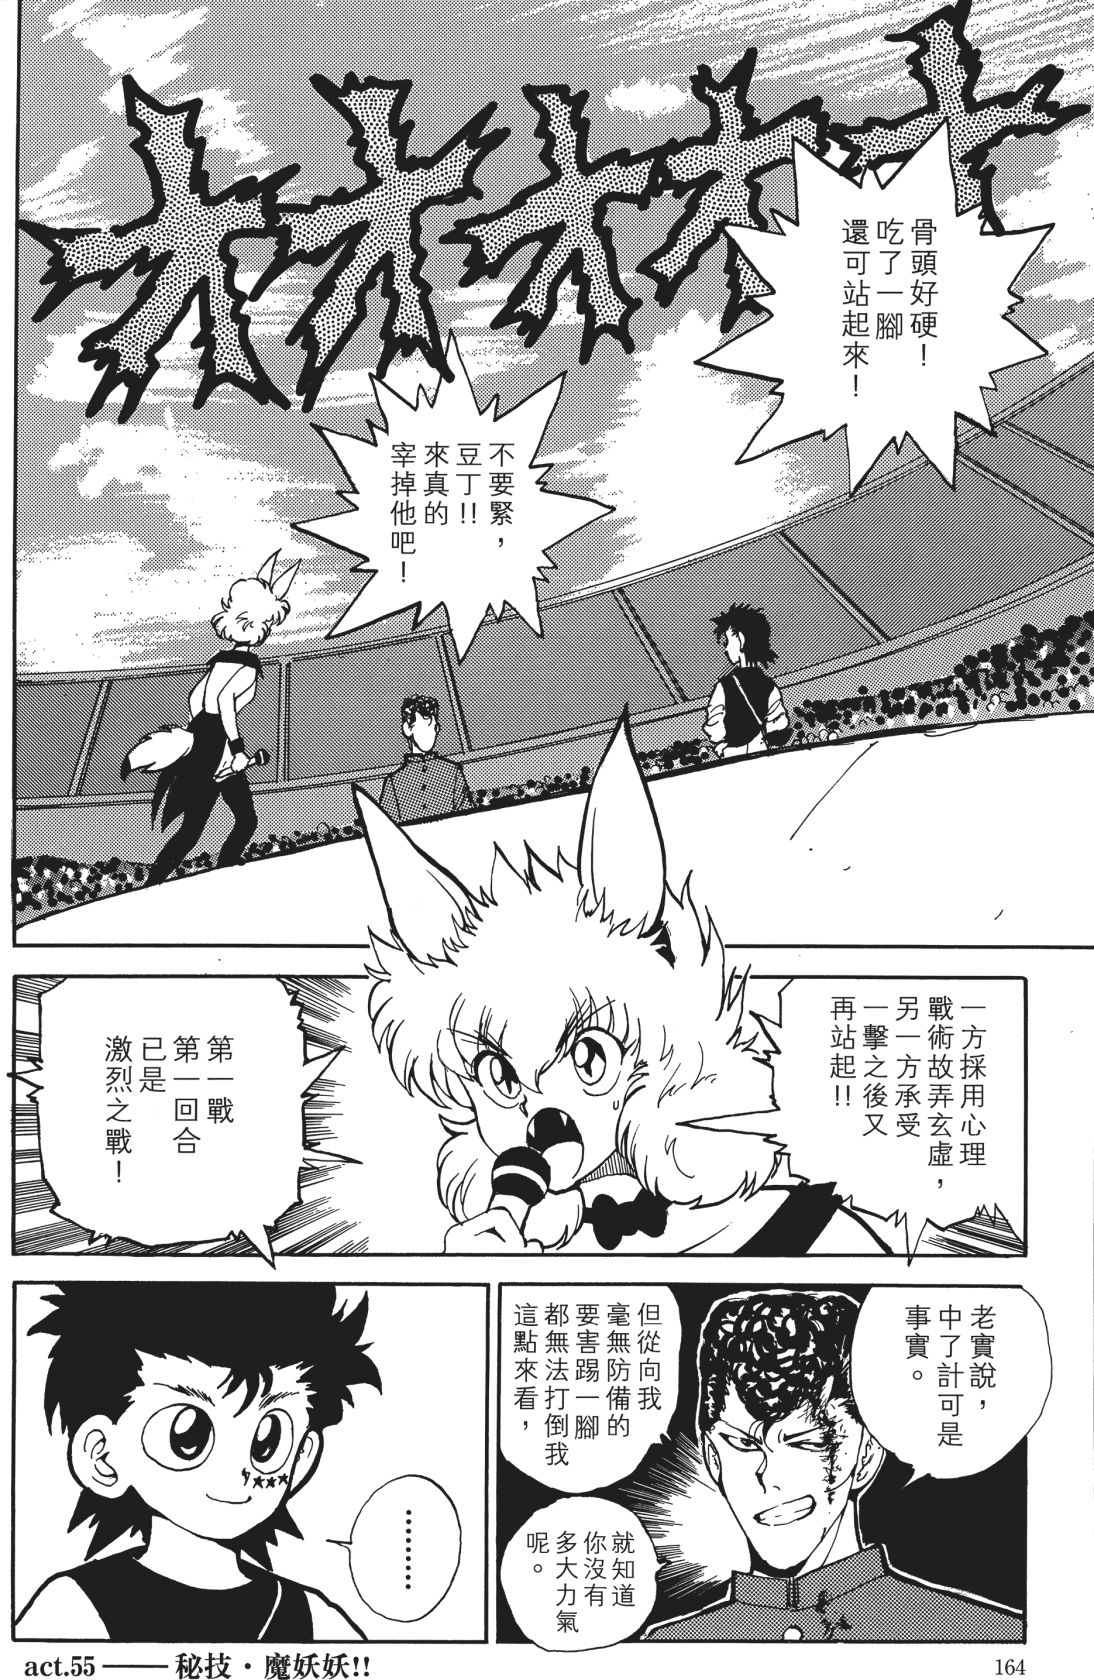 オオオオオ
骨頭好硬！
吃了一腳
還可站起來！
不要緊，
豆丁!!
來真的
宰掉他吧！
一方採用心理
戰術故弄玄虛，
另一方承受
一擊之後又
再站起!!
第一戰
第一回合
已是
激烈之戰！
老實說，
中了計可是
事實。
但從向我
毫無防備的
要害踢一腳
都無法打倒我
這點來看，
就知道
你沒有
多大力氣
呢。
………
act.55 —— 秘技・魔妖妖!!
164